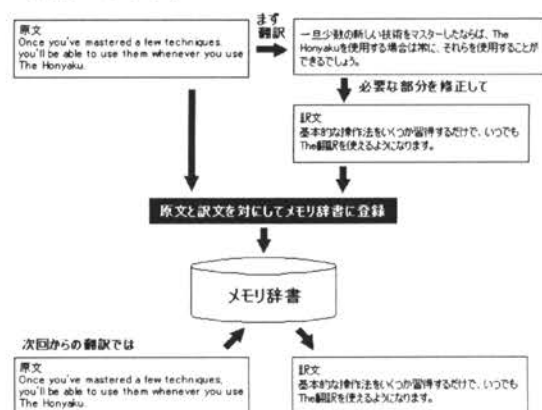 原文
Once you've mastered a few techniques,
you'll be able to use them whenever you use
The Honyaku.
まず
翻訳
一旦少数の新しい技術をマスターしたならば、The
Honyakuを使用する場合は常に、それらを使用することが
できるでしょう。
必要な部分を修正して
訳文
基本的な操作法をいくつか習得するだけで、いつでも
The翻訳を使えるようになります。
原文と訳文を対にしてメモリ辞書に登録
メモリ辞書
次回からの翻訳では
原文
Once you've mastered a few techniques,
you'll be able to use them whenever you use
The Honyaku.
訳文
基本的な操作法をいくつか習得するだけで、いつでも
The翻訳を使えるようになります。